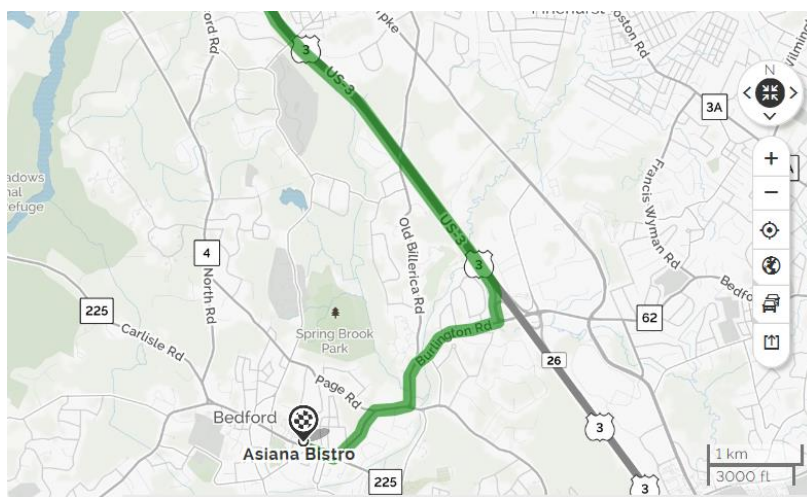 3
US-3
3A
Francis Wyman Rd
Old Billerica Rd
US-3
3
4
North Rd
225
Carlisle Rd
Spring Brook
Park
Burlington Rd
62
26
Page Rd
Bedford
Asiana Bistro
225
3
3
N
+
−
1 km
3000 ft